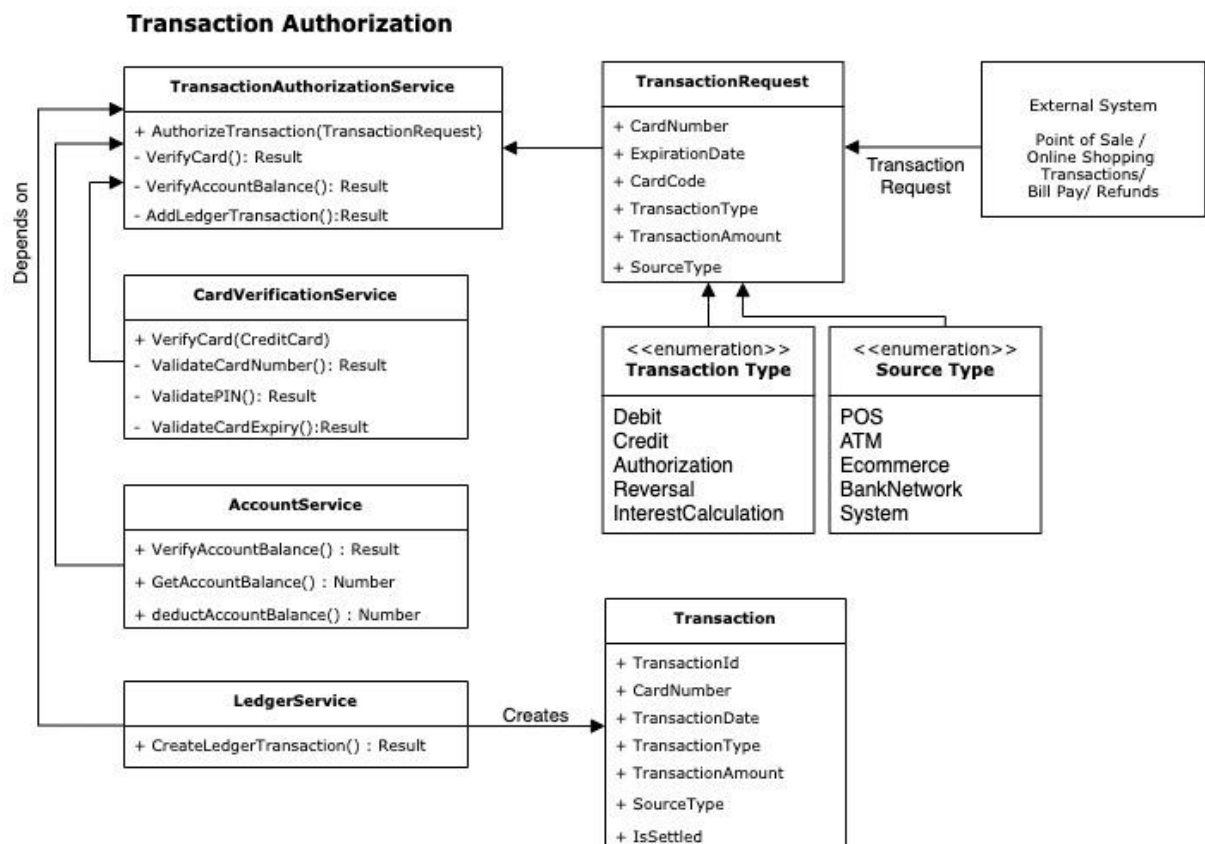 Transaction Authorization
TransactionAuthorizationService
+ AuthorizeTransaction(TransactionRequest)
- VerifyCard(): Result
- VerifyAccountBalance(): Result
- AddLedgerTransaction():Result
TransactionRequest
+ CardNumber
+ ExpirationDate
+ CardCode
+ TransactionType
+ TransactionAmount
+ SourceType
Transaction
Request
External System
Point of Sale /
Online Shopping
Transactions/
Bill Pay/ Refunds
Depends on
CardVerificationService
+ VerifyCard(CreditCard)
- ValidateCardNumber(): Result
- ValidatePIN(): Result
- ValidateCardExpiry():Result
<<enumeration>>
Transaction Type
Debit
Credit
Authorization
Reversal
InterestCalculation
<<enumeration>>
Source Type
POS
ATM
Ecommerce
BankNetwork
System
AccountService
+ VerifyAccountBalance() : Result
+ GetAccountBalance() : Number
+ deductAccountBalance() : Number
LedgerService
+ CreateLedgerTransaction() : Result
Creates
Transaction
+ TransactionId
+ CardNumber
+ TransactionDate
+ TransactionType
+ TransactionAmount
+ SourceType
+ IsSettled